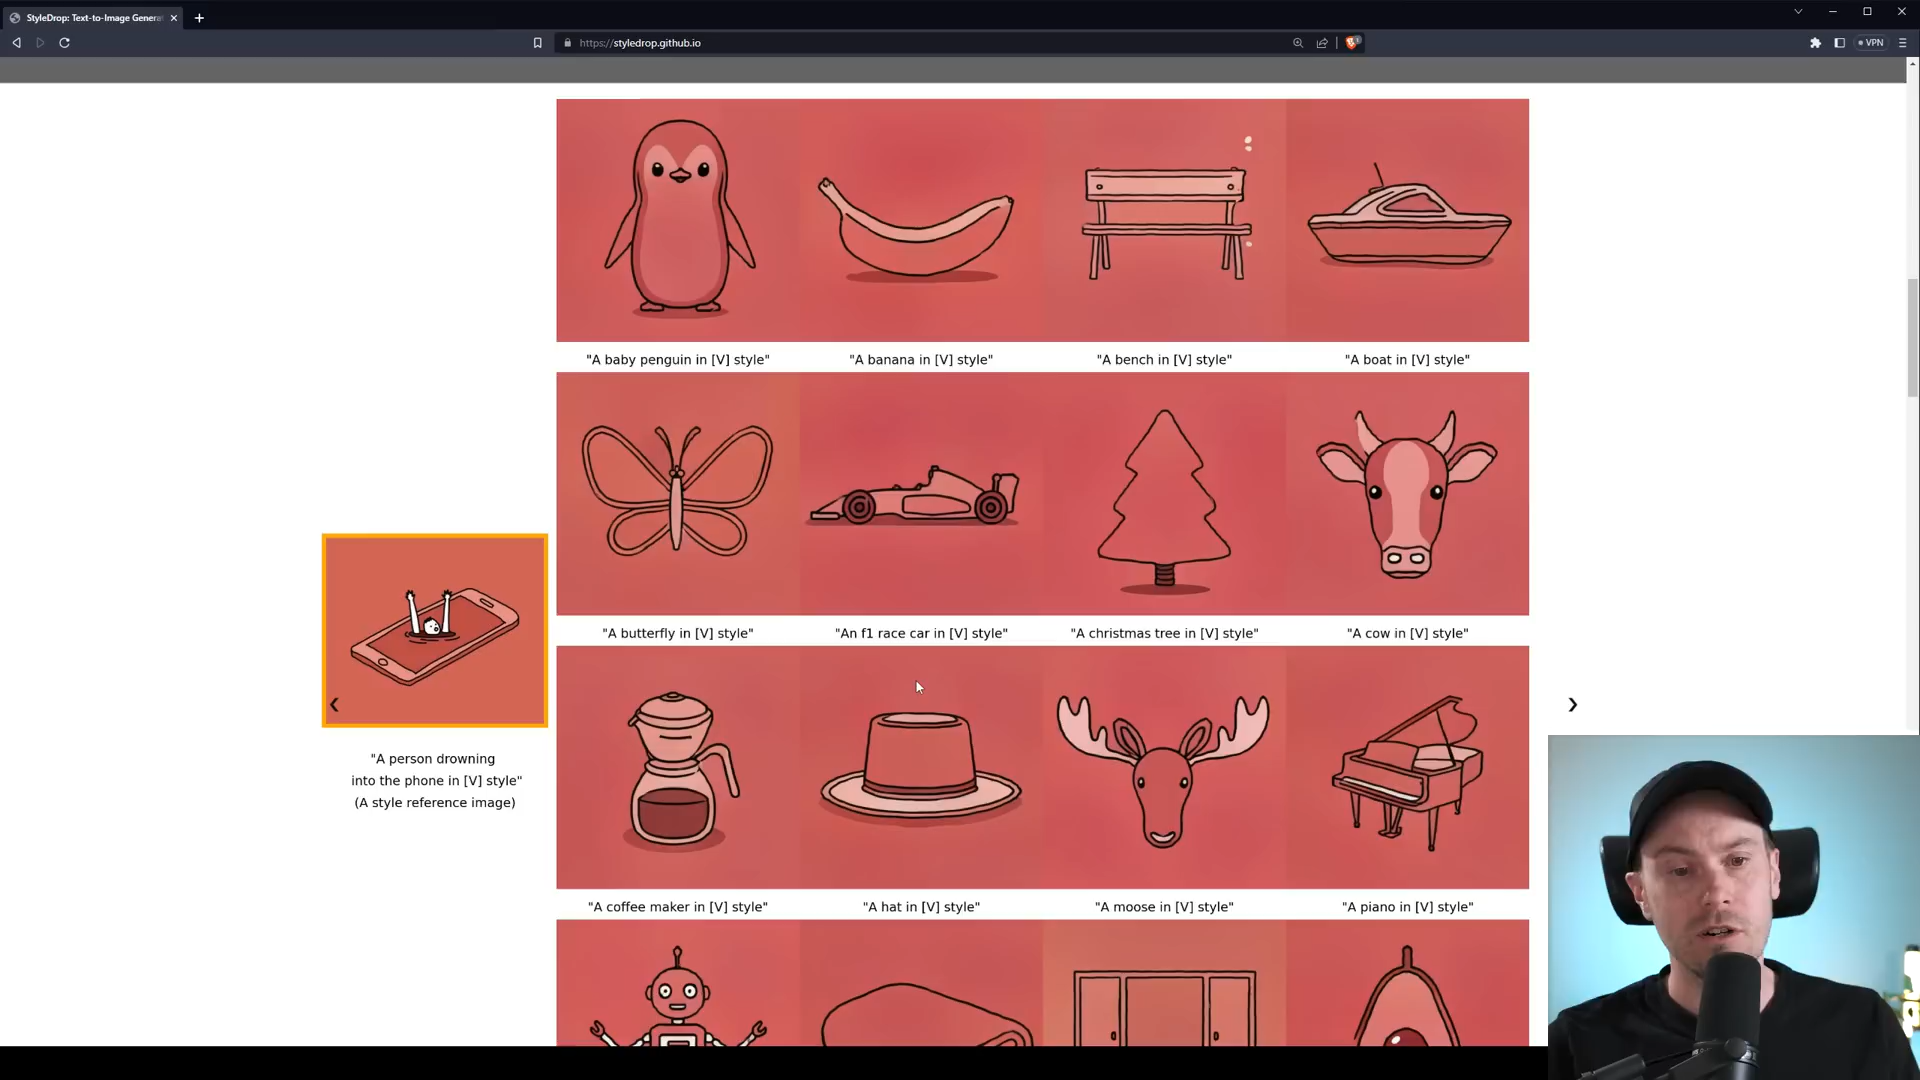 StyleDrop: Text-to-Image Genera
https://styledrop.github.io
VPN
"A baby penguin in [V] style"
"A banana in [V] style"
"A bench in [V] style"
"A boat in [V] style"
"A butterfly in [V] style"
"An f1 race car in [V] style"
"A christmas tree in [V] style"
"A cow in [V] style"
"A person drowning
into the phone in [V] style"
(A style reference image)
"A coffee maker in [V] style"
"A hat in [V] style"
"A moose in [V] style"
"A piano in [V] style"